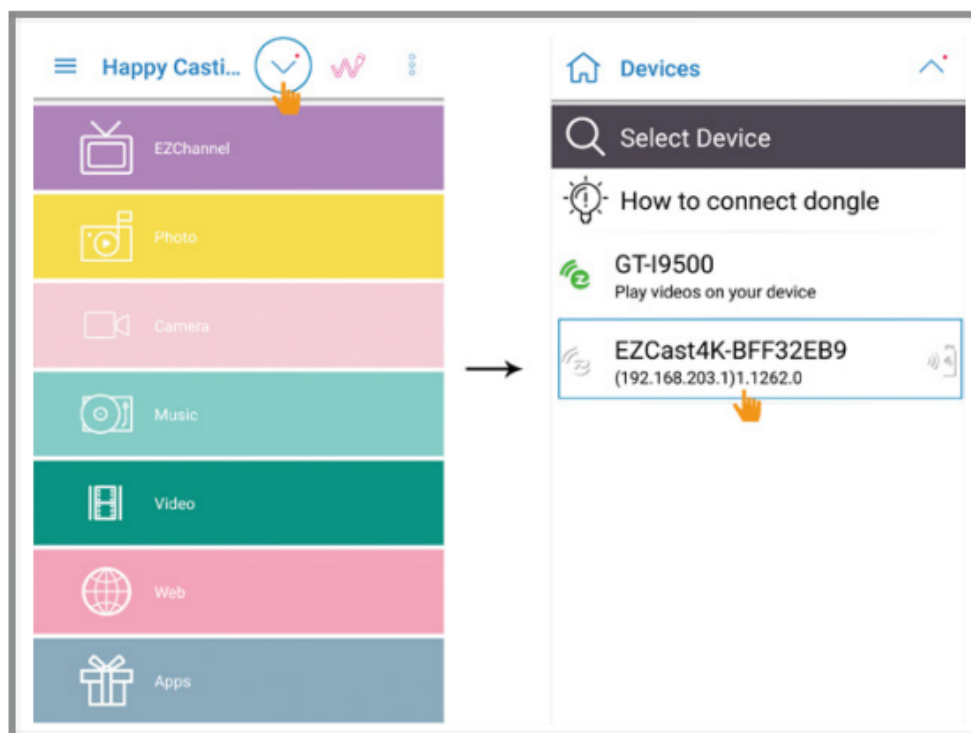 Happy Casti...
EZChannel
Photo
Camera
Music
Video
Web
Apps
Devices
Select Device
How to connect dongle
GT-I9500
Play videos on your device
EZCast4K-BFF32EB9
(192.168.203.1)1.1262.0